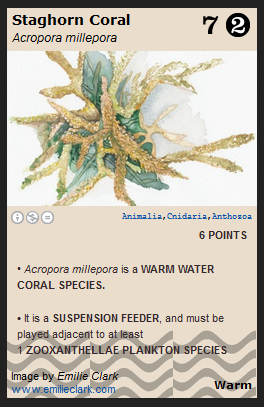 Staghorn Coral 7 2
Acropora millepora
Animalia,Cnidaria,Anthozoa
6 POINTS
• Acropora millepora is a WARM WATER
CORAL SPECIES.
• It is a SUSPENSION FEEDER, and must be
played adjacent to at least
1 ZOOXANTHELLAE PLANKTON SPECIES
Image by Emilie Clark
www.emilieclark.com
Warm